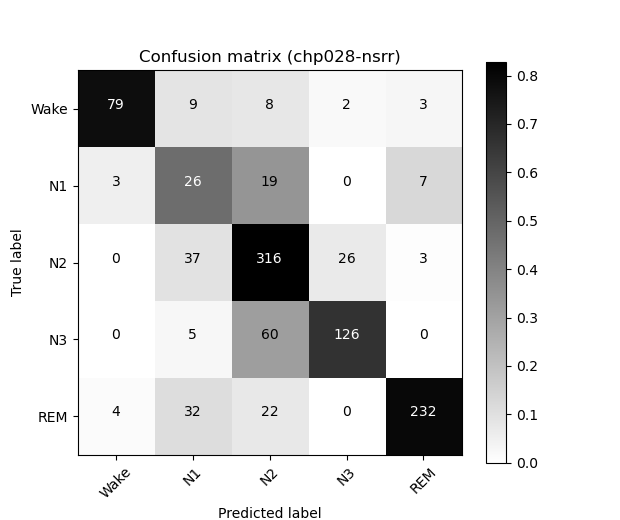 Confusion matrix (chp028-nsrr)
Wake 79 9 8 2 3
N1 3 26 19 0 7
N2 0 37 316 26 3
N3 0 5 60 126 0
REM 4 32 22 0 232
Wake N1 N2 N3 REM
Predicted label
True label
0.8
0.7
0.6
0.5
0.4
0.3
0.2
0.1
0.0